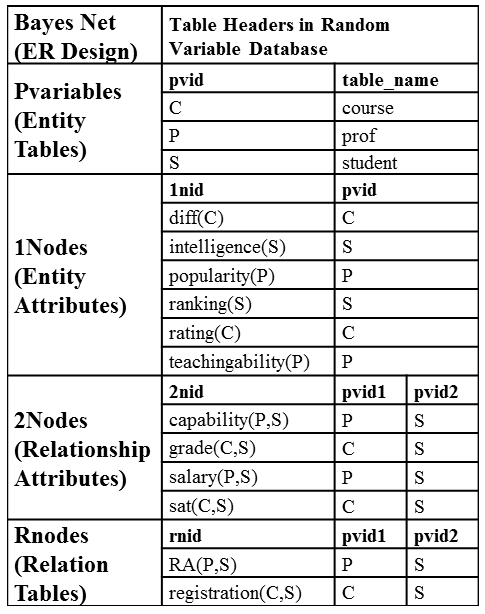 Bayes Net (ER Design) Table Headers in Random Variable Database
Pvariables (Entity Tables)
pvid table_name
C course
P prof
S student
1Nodes (Entity Attributes)
1nid pvid
diff(C) C
intelligence(S) S
popularity(P) P
ranking(S) S
rating(C) C
teachingability(P) P
2Nodes (Relationship Attributes)
2nid pvid1 pvid2
capability(P,S) P S
grade(C,S) C S
salary(P,S) P S
sat(C,S) C S
Rnodes (Relation Tables)
rnid pvid1 pvid2
RA(P,S) P S
registration(C,S) C S